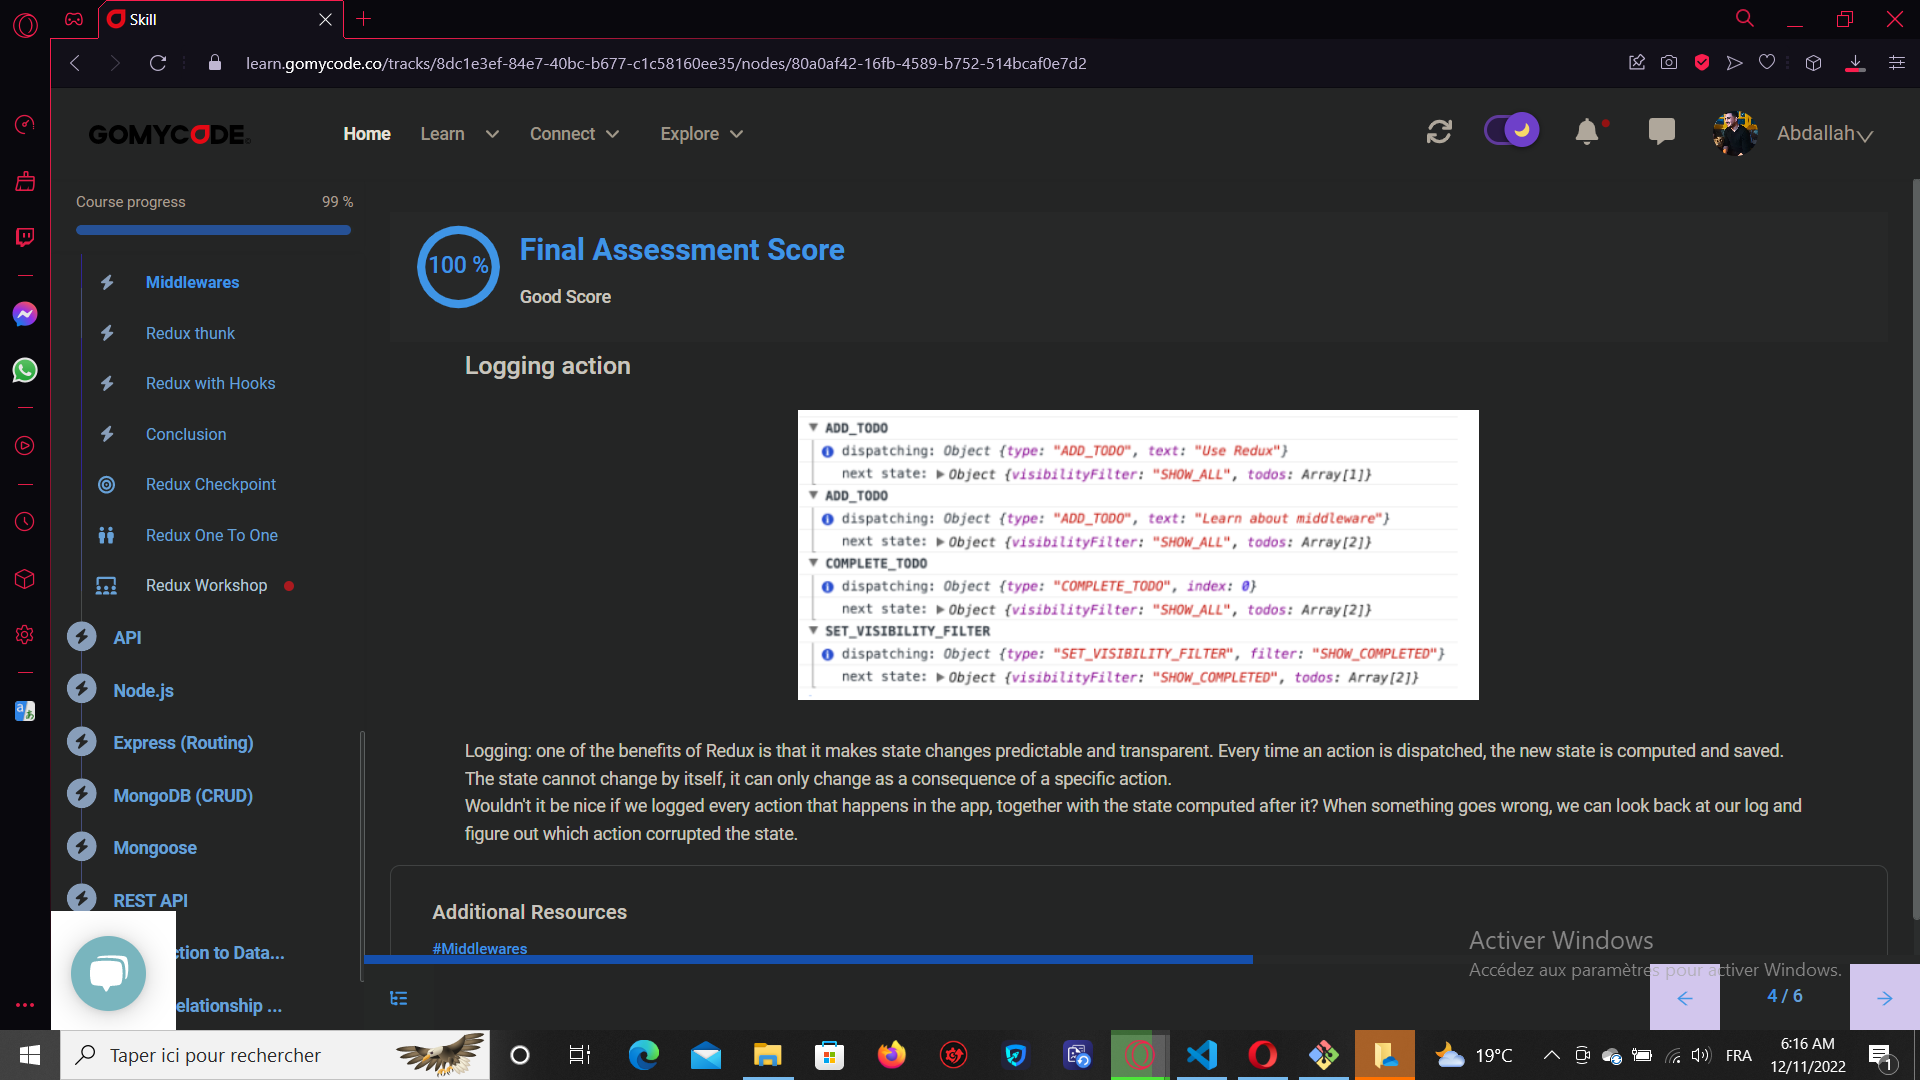 Skill
learn.gomycode.co/tracks/8dc1e3ef-84e7-40bc-b677-c1c58160ee35/nodes/80a0af42-16fb-4589-b752-514bcaf0e7d2
GOMYCODE
Home Learn Connect Explore
Abdallah
Course progress 99 %
Middlewares
Redux thunk
Redux with Hooks
Conclusion
Redux Checkpoint
Redux One To One
Redux Workshop
API
Node.js
Express (Routing)
MongoDB (CRUD)
Mongoose
REST API
ction to Data...
elationship ...
100 %
Final Assessment Score
Good Score
Logging action
ADD_TODO
dispatching: Object {type: "ADD_TODO", text: "Use Redux"}
next state: Object {visibilityFilter: "SHOW_ALL", todos: Array[1]}
ADD_TODO
dispatching: Object {type: "ADD_TODO", text: "Learn about middleware"}
next state: Object {visibilityFilter: "SHOW_ALL", todos: Array[2]}
COMPLETE_TODO
dispatching: Object {type: "COMPLETE_TODO", index: 0}
next state: Object {visibilityFilter: "SHOW_ALL", todos: Array[2]}
SET_VISIBILITY_FILTER
dispatching: Object {type: "SET_VISIBILITY_FILTER", filter: "SHOW_COMPLETED"}
next state: Object {visibilityFilter: "SHOW_COMPLETED", todos: Array[2]}
Logging: one of the benefits of Redux is that it makes state changes predictable and transparent. Every time an action is dispatched, the new state is computed and saved.
The state cannot change by itself, it can only change as a consequence of a specific action.
Wouldn't it be nice if we logged every action that happens in the app, together with the state computed after it? When something goes wrong, we can look back at our log and
figure out which action corrupted the state.
Additional Resources
#Middlewares
Activer Windows
Accédez aux paramètres pour activer Windows.
4 / 6
Taper ici pour rechercher
19°C
FRA
6:16 AM
12/11/2022
1